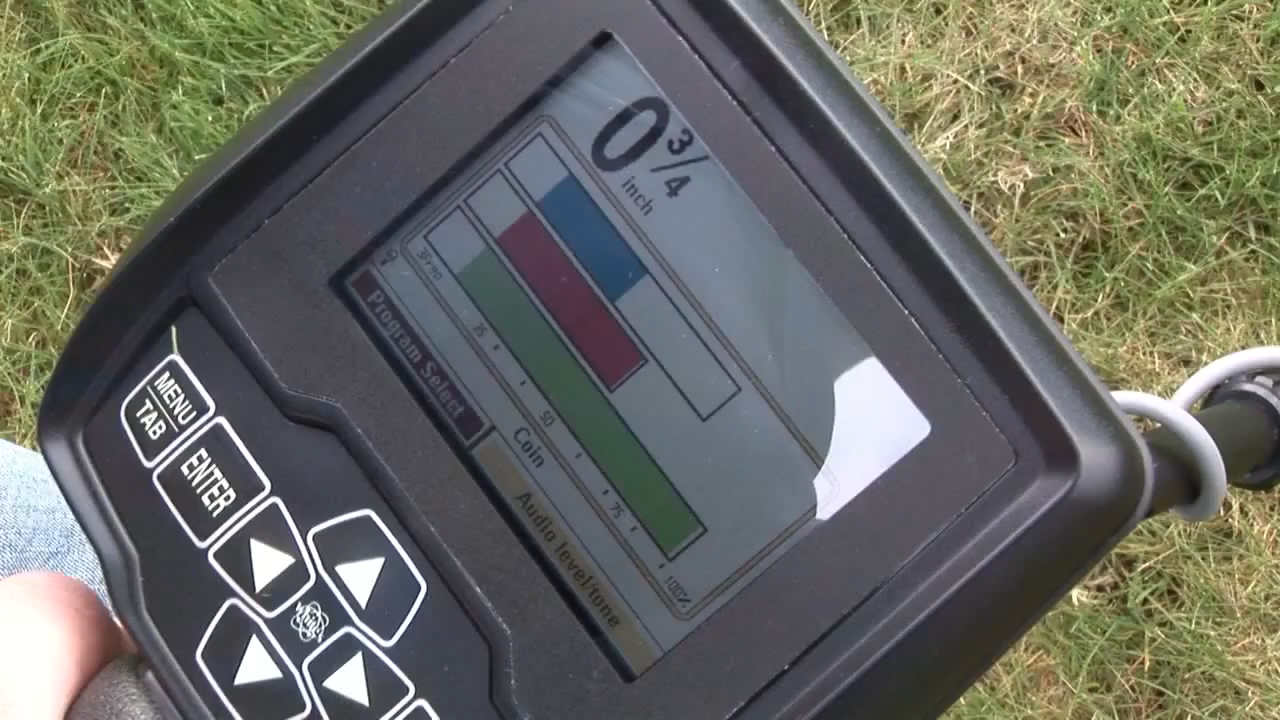 0 3/4
inch
25
50
75
100%
Program Select
Coin
Audio level/tone
MENU
TAB
ENTER